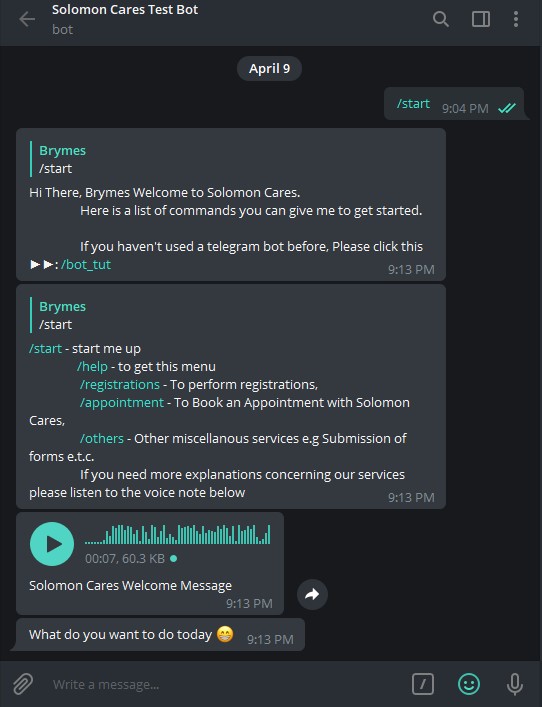 Solomon Cares Test Bot
bot
April 9
/start 9:04 PM
Brymes
/start
Hi There, Brymes Welcome to Solomon Cares.
Here is a list of commands you can give me to get started.
If you haven't used a telegram bot before, Please click this
►►: /bot_tut
9:13 PM
Brymes
/start
/start - start me up
/help - to get this menu
/registrations - To perform registrations,
/appointment - To Book an Appointment with Solomon
Cares,
/others - Other miscellanous services e.g Submission of
forms e.t.c.
If you need more explanations concerning our services
please listen to the voice note below
9:13 PM
00:07, 60.3 KB
Solomon Cares Welcome Message
9:13 PM
What do you want to do today 😁 9:13 PM
Write a message...